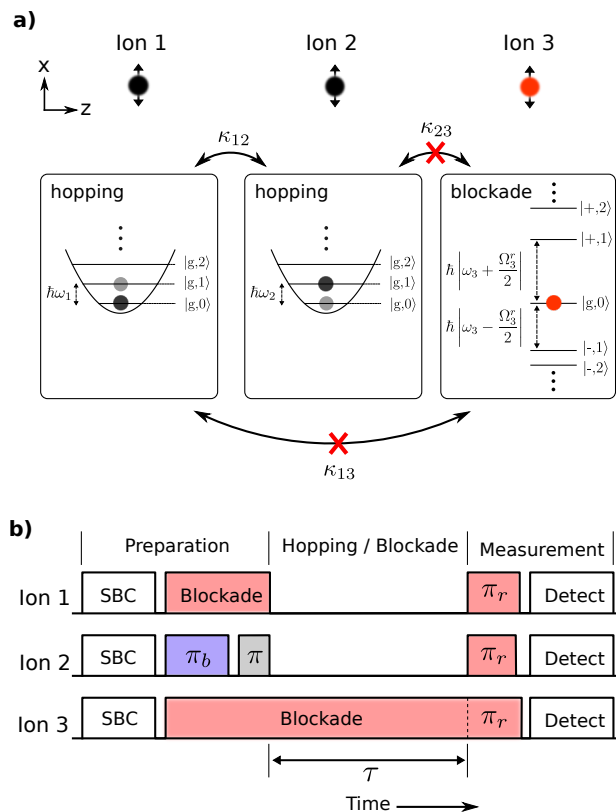 a)
Ion 1 Ion 2 Ion 3
x
z
κ₁₂ κ₂₃
hopping hopping blockade
|+,2⟩
|+,1⟩
|g,2⟩ |g,2⟩
ħ|ω₃ + Ω₃ʳ/2|
|g,1⟩ |g,1⟩
ħω₁ ħω₂
|g,0⟩ |g,0⟩ |g,0⟩
ħ|ω₃ − Ω₃ʳ/2|
|-,1⟩
|-,2⟩
κ₁₃
b)
Preparation Hopping / Blockade Measurement
Ion 1 SBC Blockade πᵣ Detect
Ion 2 SBC π_b π πᵣ Detect
Ion 3 SBC Blockade πᵣ Detect
τ
Time